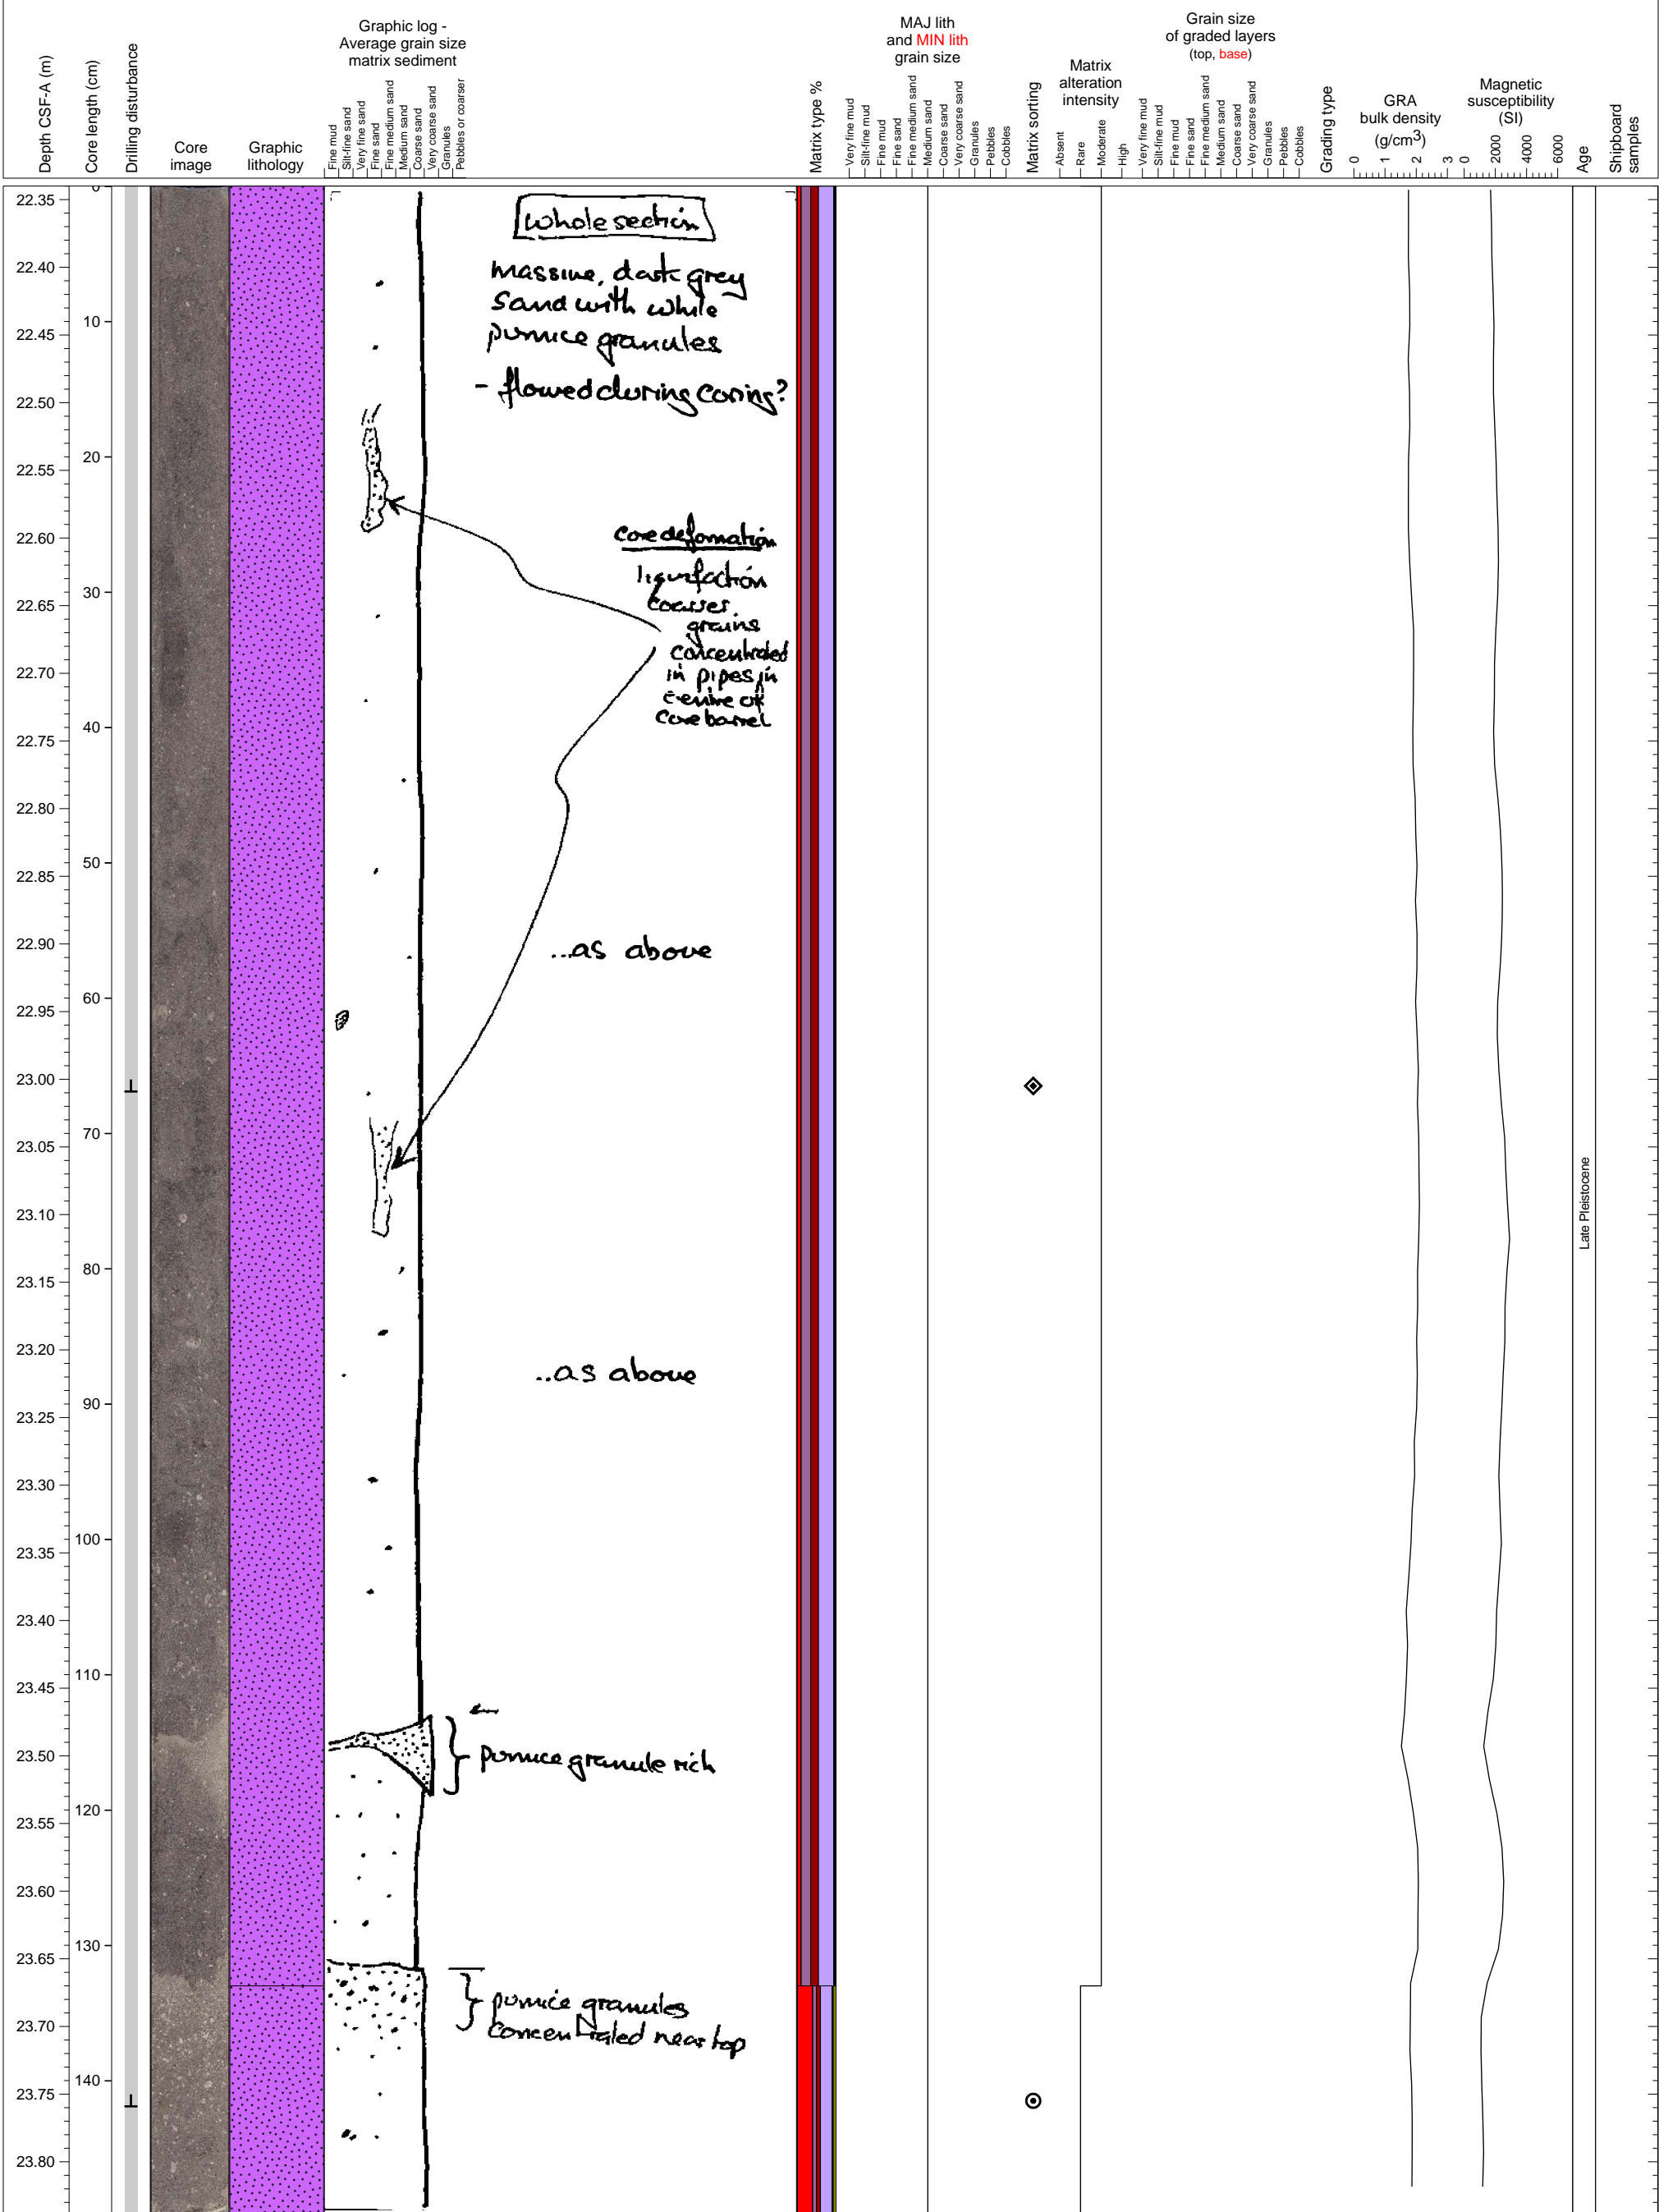 Depth CSF-A (m)
Core length (cm)
Drilling disturbance
Core
image
Graphic
lithology
Graphic log -
Average grain size
matrix sediment
Fine mud
Silt-fine sand
Very fine sand
Fine sand
Fine medium sand
Medium sand
Coarse sand
Very coarse sand
Granules
Pebbles or coarser
Matrix type %
MAJ lith
and MIN lith
grain size
Very fine mud
Silt-fine mud
Fine mud
Fine sand
Fine medium sand
Medium sand
Coarse sand
Very coarse sand
Granules
Pebbles
Cobbles
Matrix sorting
Matrix
alteration
intensity
Absent
Rare
Moderate
High
Grain size
of graded layers
(top, base)
Very fine mud
Silt-fine mud
Fine mud
Fine sand
Fine medium sand
Medium sand
Coarse sand
Very coarse sand
Granules
Pebbles
Cobbles
Grading type
GRA
bulk density
(g/cm3)
0 1 2 3
Magnetic
susceptibility
(SI)
0 2000 4000 6000
Age
Shipboard
samples
0
22.35
whole section
22.40
massive, dark grey
sand with white
10
22.45
pumice granules
22.50
- flowed during coring?
20
22.55
22.60
core deformation
liquifaction
30
22.65
coarser
grains
concentrated
22.70
in pipes in
centre of
core barrel
40
22.75
22.80
50
22.85
22.90
...as above
60
22.95
23.00
70
23.05
23.10
Late Pleistocene
80
23.15
23.20
..as above
90
23.25
23.30
100
23.35
23.40
110
23.45
23.50
pumice granule rich
120
23.55
23.60
130
23.65
pumice granules
23.70
concentrated near top
140
23.75
23.80